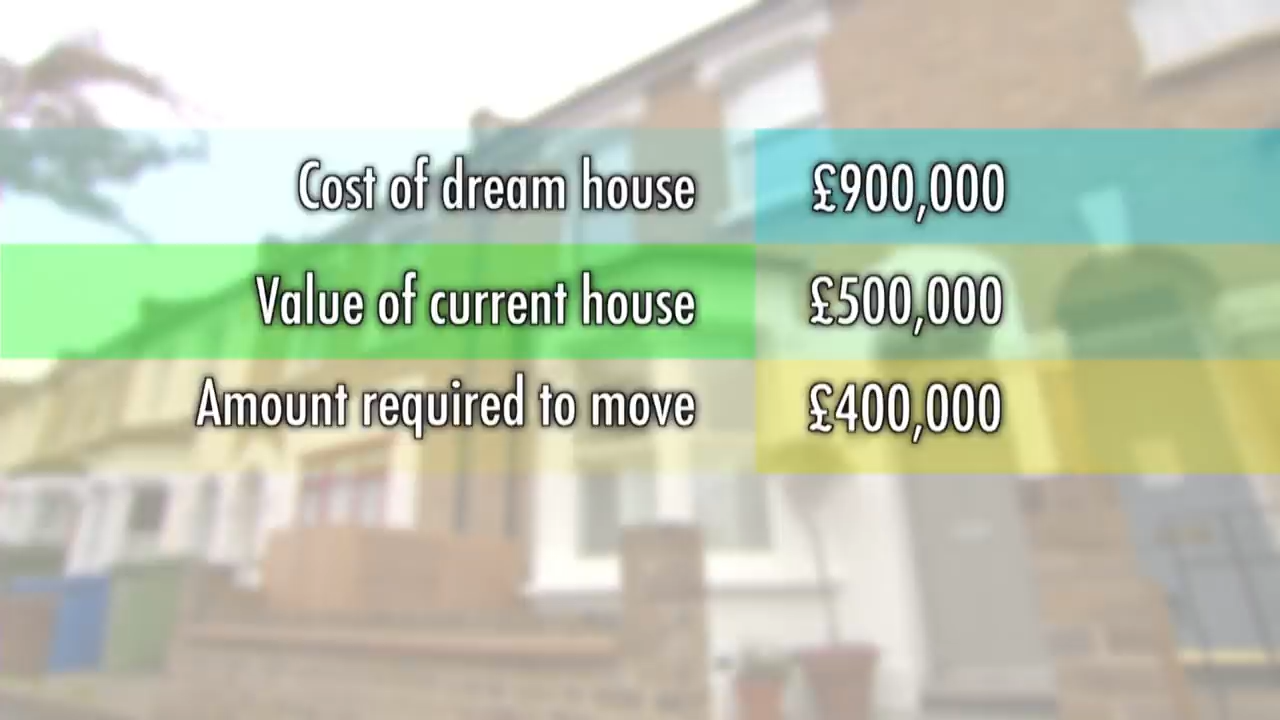 Cost of dream house £900,000
Value of current house £500,000
Amount required to move £400,000